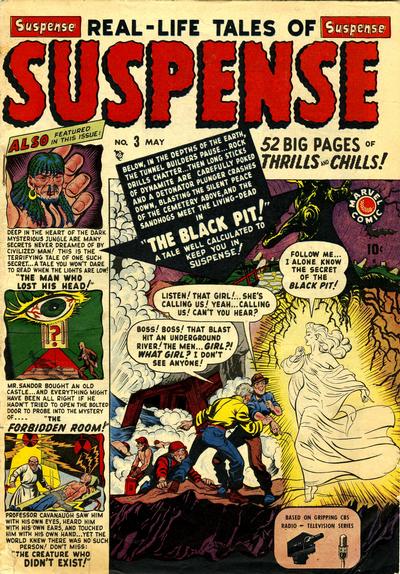 Suspense
REAL-LIFE TALES OF
Suspense
SUSPENSE
ALSO FEATURED
IN THIS ISSUE!
NO. 3 MAY
52 BIG PAGES OF
THRILLS AND CHILLS!
BELOW, IN THE DEPTHS OF THE EARTH,
THE TUNNEL BUILDERS PAUSE... ROCK
DRILLS CHATTER...THEN LONG STICKS
OF DYNAMITE ARE CAREFULLY POKED
AND A DETONATOR PLUNGER CRASHES
DOWN, BLASTING THE SILENT PEACE
OF THE CEMETERY ABOVE, AND THE
SANDHOGS MEET THE LIVING-DEAD
IN
"THE BLACK PIT!"
A TALE WELL CALCULATED TO
KEEP YOU IN
SUSPENSE!
MARVEL
COMIC
10¢
DEEP IN THE HEART OF THE DARK
MYSTERIOUS JUNGLE ARE MANY
SECRETS NEVER DREAMED OF BY
CIVILIZED MAN! THIS IS THE
TERRIFYING TALE OF ONE SUCH
SECRET...A TALE YOU WON'T DARE
TO READ WHEN THE LIGHTS ARE LOW!
"THE MAN WHO
LOST HIS HEAD!"
FOLLOW ME...
I ALONE KNOW
THE SECRET
OF THE
BLACK PIT!
LISTEN! THAT GIRL!... SHE'S
CALLING US! YEAH...CALLING
US! CAN'T YOU HEAR?
BOSS! BOSS! THAT BLAST
HIT AN UNDERGROUND
RIVER! THE MEN...GIRL?!
WHAT GIRL? I DON'T
SEE ANYONE!
?
MR. SANDOR BOUGHT AN OLD
CASTLE...AND EVERYTHING MIGHT
HAVE BEEN ALL RIGHT IF HE
HADN'T TRIED TO OPEN THE BOLTED
DOOR TO PROBE INTO THE MYSTERY
OF.... "THE
FORBIDDEN ROOM!"
PROFESSOR CAVANAUGH SAW HIM
WITH HIS OWN EYES, HEARD HIM
WITH HIS OWN EARS, AND TOUCHED
HIM WITH HIS OWN HAND...YET THE
WORLD KNEW THERE WAS NO SUCH
PERSON! DON'T MISS:
"THE CREATURE WHO
DIDN'T EXIST!"
BASED ON GRIPPING CBS
RADIO - TELEVISION SERIES